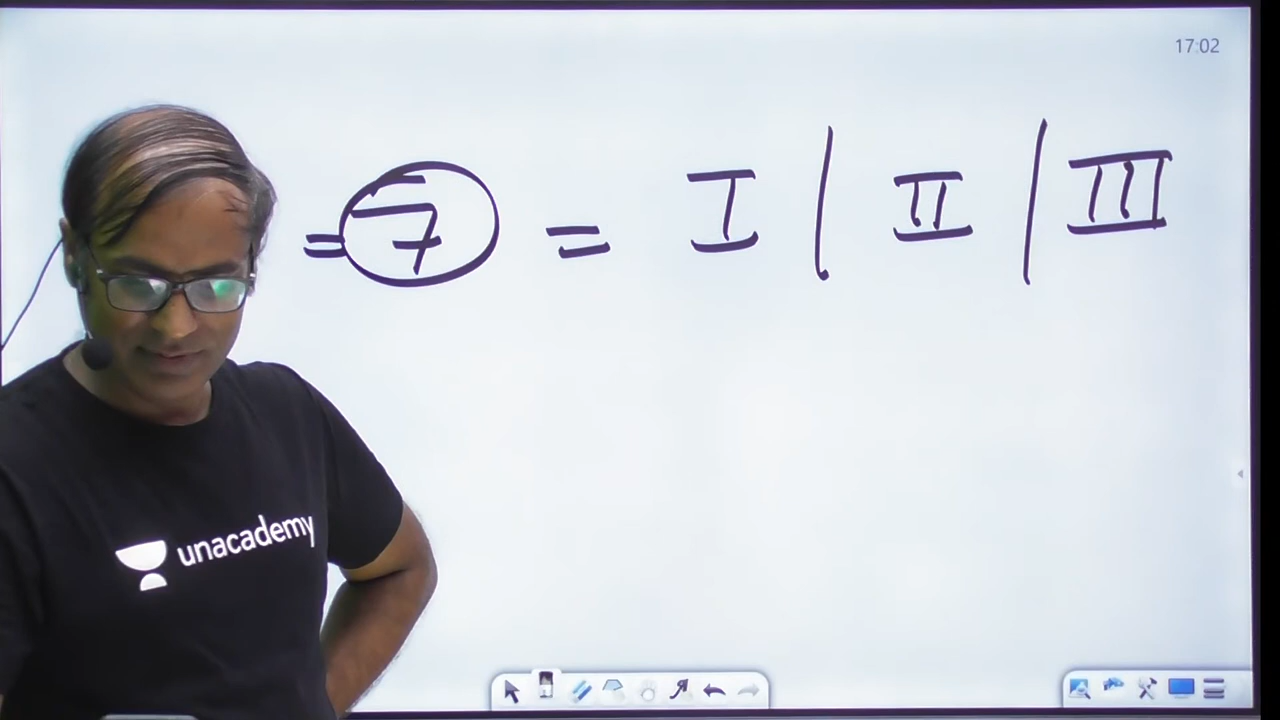 17:02
= 7 = I | II | III
unacademy